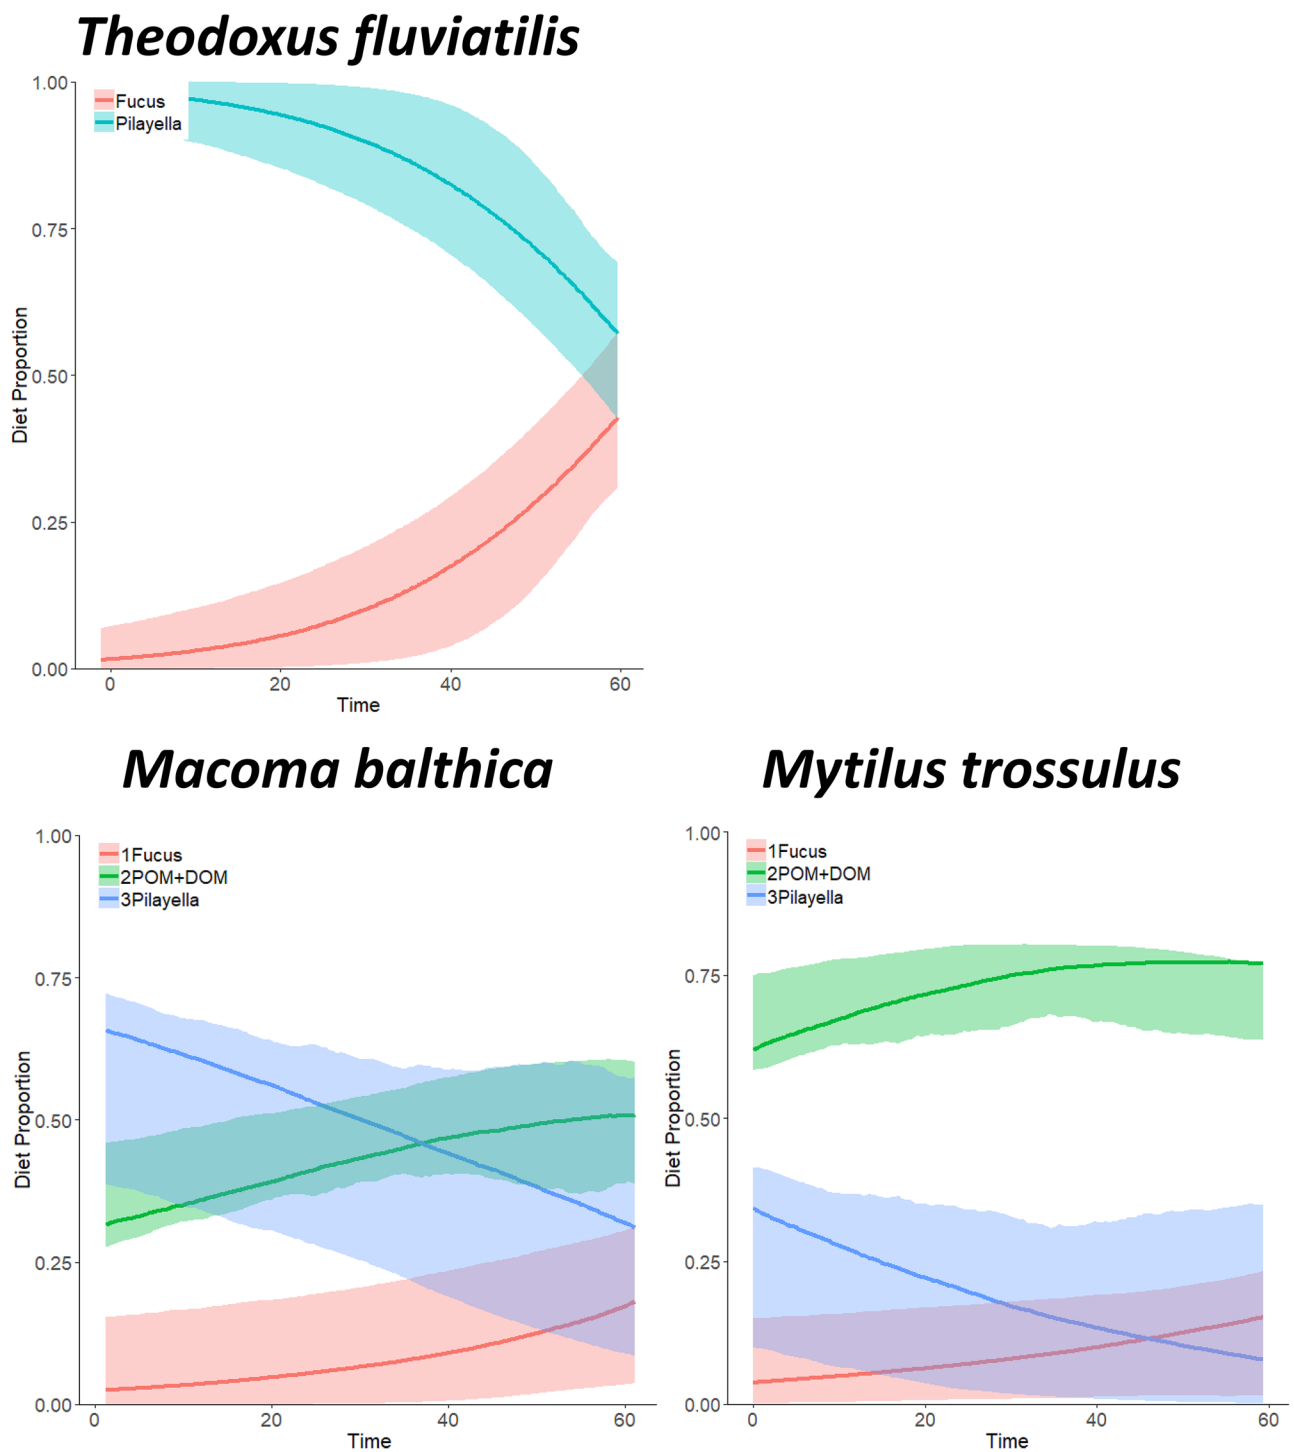 Theodoxus fluviatilis
1.00
Fucus
Pilayella
0.75
0.50
Diet Proportion
0.25
0.00
0 20 40 60
Time
Macoma balthica
1.00
1Fucus
2POM+DOM
3Pilayella
0.75
0.50
Diet Proportion
0.25
0.00
0 20 40 60
Time
Mytilus trossulus
1.00
1Fucus
2POM+DOM
3Pilayella
0.75
0.50
Diet Proportion
0.25
0.00
0 20 40 60
Time